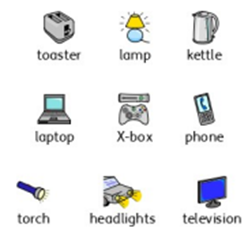 toaster lamp kettle
laptop X-box phone
torch headlights television